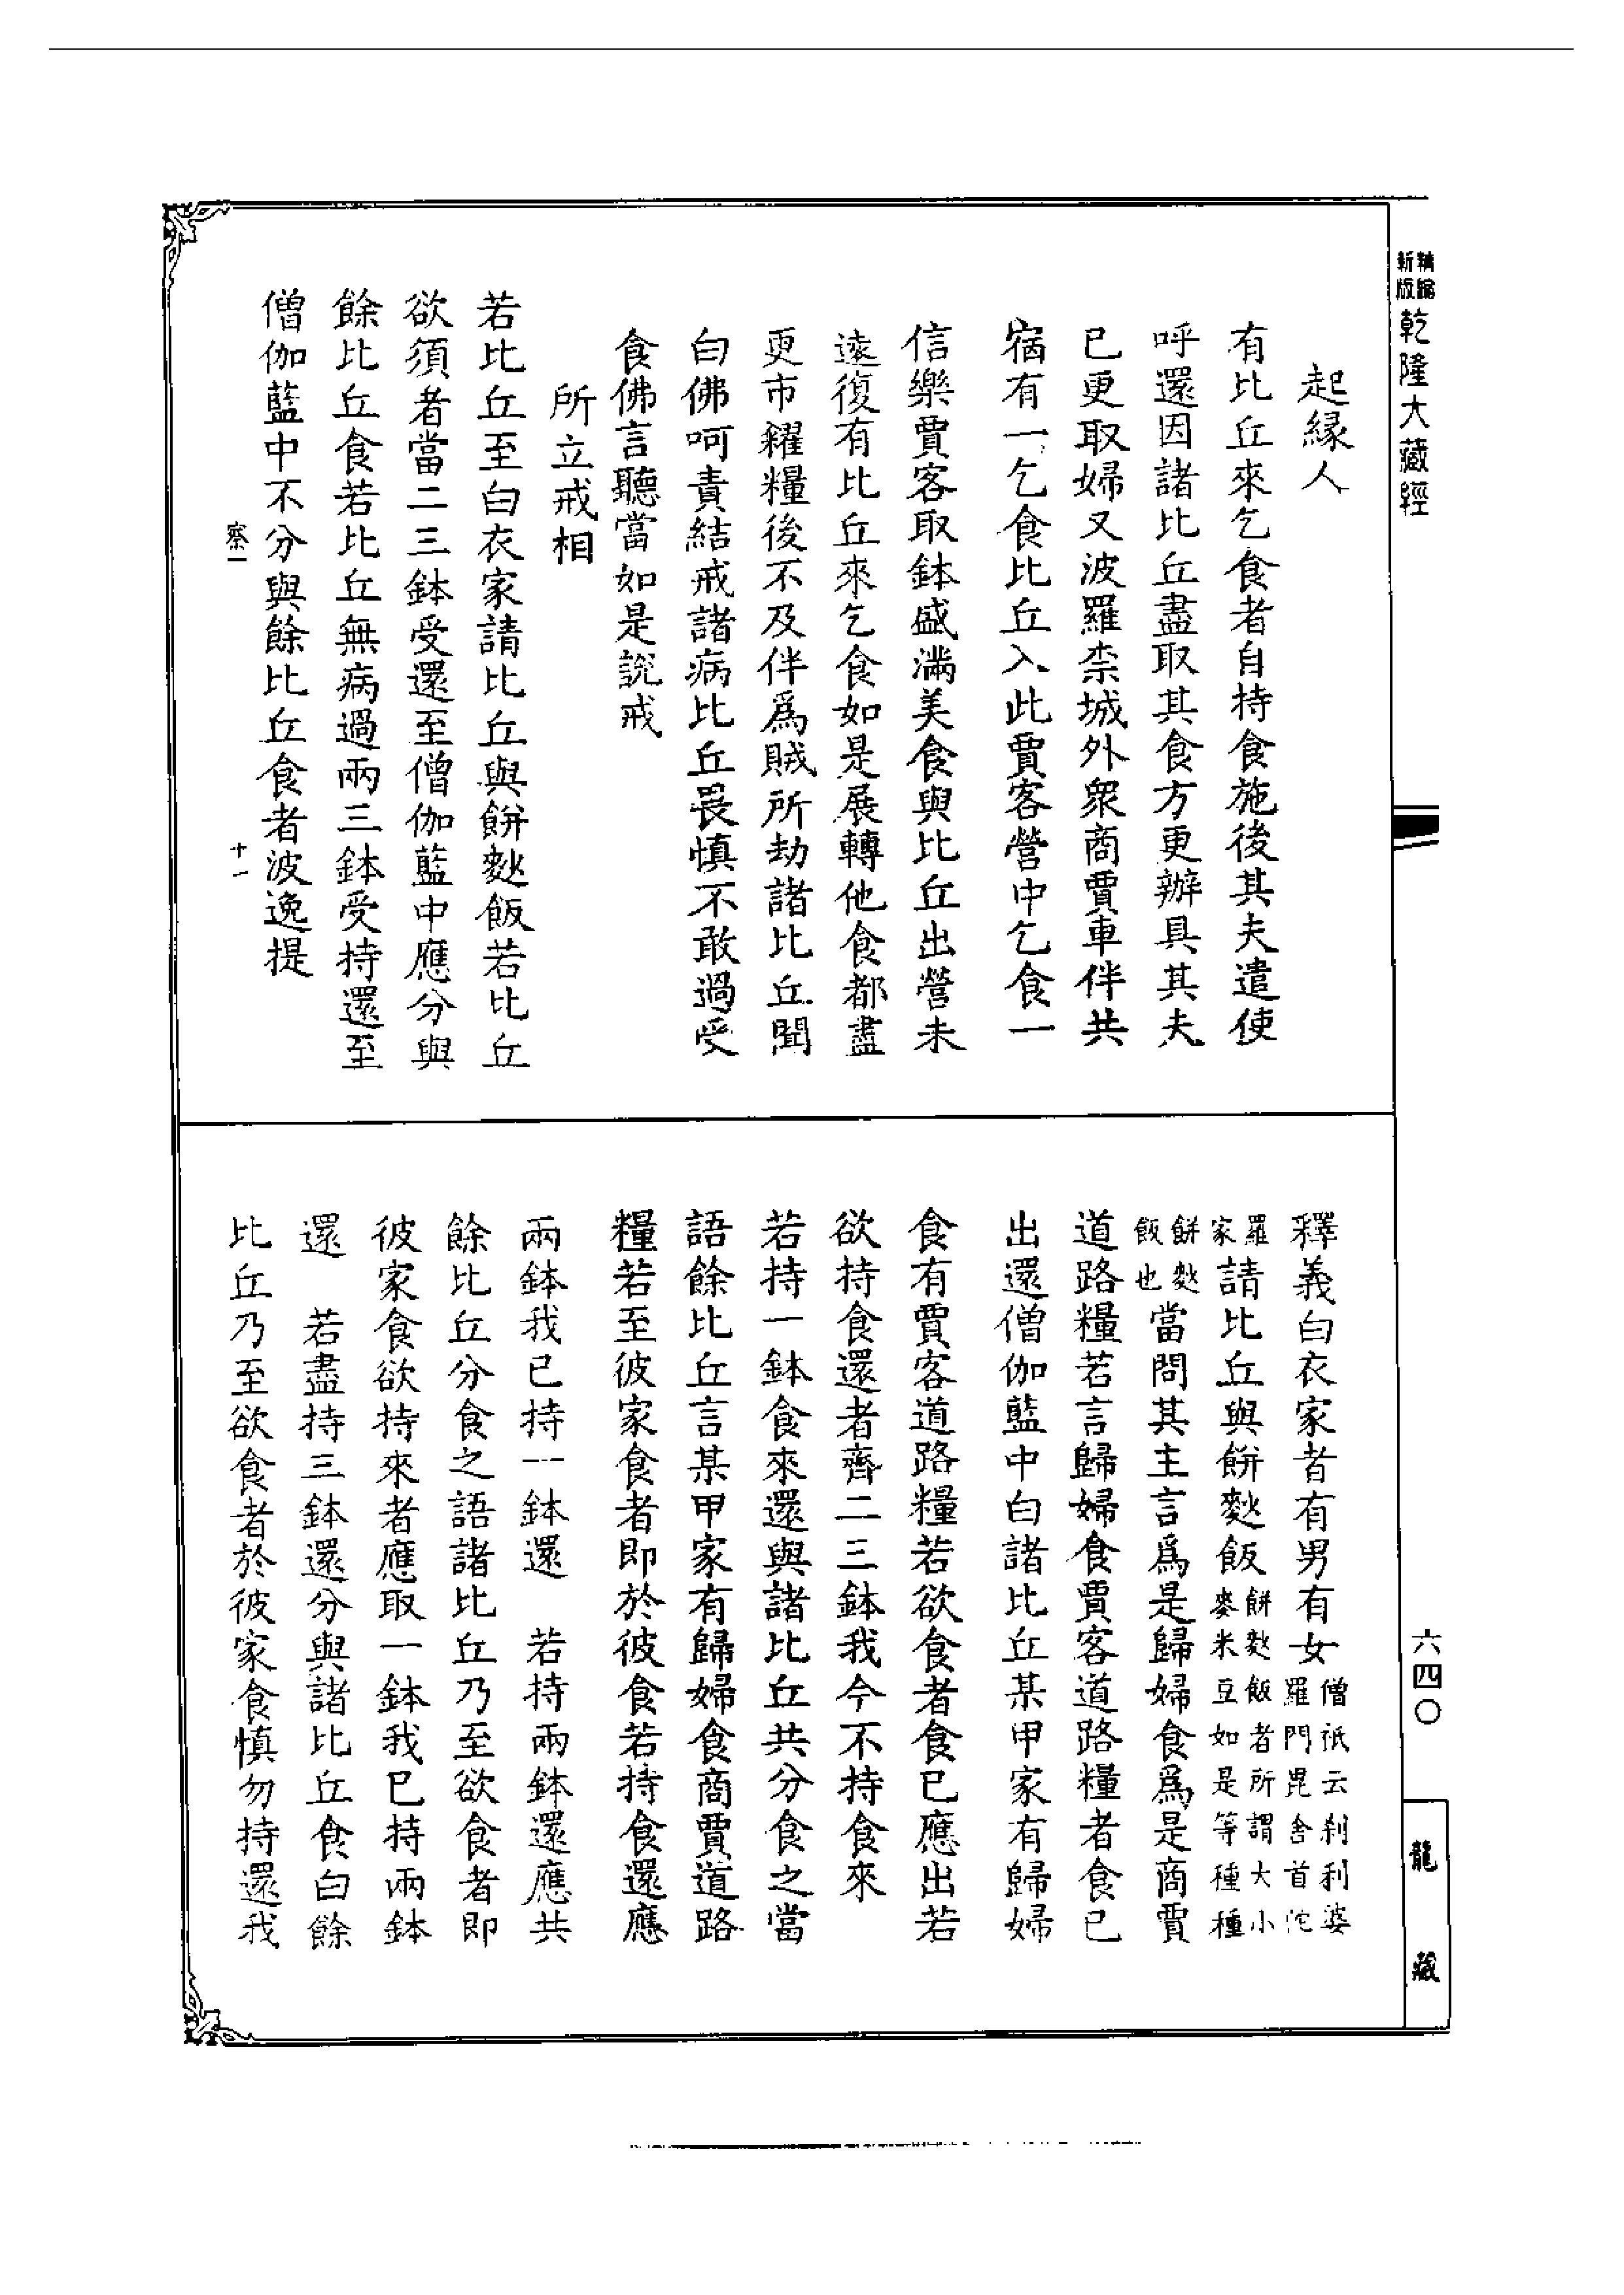 精縮新版乾隆大藏經
起緣人
有比丘來乞食者自持食施後其夫遣使
呼還因諸比丘盡取其食方更辦具其夫
已更取婦又波羅柰城外衆商賈車伴共
宿有一乞食比丘入此賈客營中乞食一
信樂賈客取鉢盛滿美食與比丘出營未
遠復有比丘來乞食如是展轉他食都盡
更市糴糧後不及伴爲賊所劫諸比丘聞
白佛呵責結戒諸病比丘畏慎不敢過受
食佛言聽當如是說戒
所立戒相
若比丘至白衣家請比丘與餅麨飯若比丘
欲須者當二三鉢受還至僧伽藍中應分與
餘比丘食若比丘無病過兩三鉢受持還至
僧伽藍中不分與餘比丘食者波逸提
察一 十一
釋義白衣家者有男有女僧祇云刹利婆羅門毘舍首陀
羅家請比丘與餅麨飯餅麨飯者所謂大小麥米豆如是等種種
餅麨飯也當問其主言爲是歸婦食爲是商賈
道路糧若言歸婦食賈客道路糧者食已
出還僧伽藍中白諸比丘某甲家有歸婦
食有賈客道路糧若欲食者食已應出若
欲持食還者齊二三鉢我今不持食來
若持一鉢食來還與諸比丘共分食之當
語餘比丘言某甲家有歸婦食商賈道路
糧若至彼家食者即於彼食若持食還應
兩鉢我已持一鉢還 若持兩鉢還應共
餘比丘分食之語諸比丘乃至欲食者即
彼家食欲持來者應取一鉢我已持兩鉢
還 若盡持三鉢還分與諸比丘食白餘
比丘乃至欲食者於彼家食慎勿持還我
六四〇
龍藏